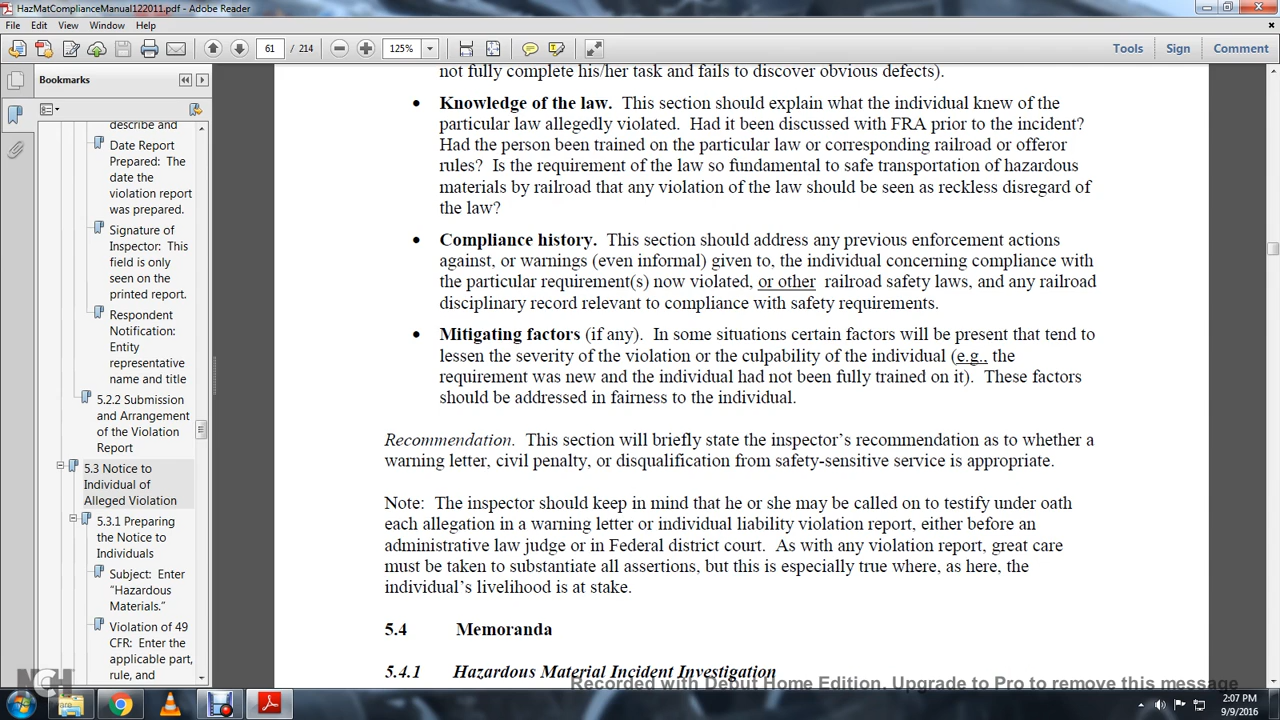 HazMatComplianceManual122011.pdf - Adobe Reader
File Edit View Window Help
61 / 214 125% Tools Sign Comment
Bookmarks
describe and
Date Report
Prepared: The
date the
violation report
was prepared.
Signature of
Inspector: This
field is only
seen on the
printed report.
Respondent
Notification:
Entity
representative
name and title
5.2.2 Submission
and Arrangement
of the Violation
Report
5.3 Notice to
Individual of
Alleged Violation
5.3.1 Preparing
the Notice to
Individuals
Subject: Enter
“Hazardous
Materials.”
Violation of 49
CFR: Enter the
applicable part,
rule, and
not fully complete his/her task and fails to discover obvious defects).
• Knowledge of the law. This section should explain what the individual knew of the
particular law allegedly violated. Had it been discussed with FRA prior to the incident?
Had the person been trained on the particular law or corresponding railroad or offeror
rules? Is the requirement of the law so fundamental to safe transportation of hazardous
materials by railroad that any violation of the law should be seen as reckless disregard of
the law?
• Compliance history. This section should address any previous enforcement actions
against, or warnings (even informal) given to, the individual concerning compliance with
the particular requirement(s) now violated, or other railroad safety laws, and any railroad
disciplinary record relevant to compliance with safety requirements.
• Mitigating factors (if any). In some situations certain factors will be present that tend to
lessen the severity of the violation or the culpability of the individual (e.g., the
requirement was new and the individual had not been fully trained on it). These factors
should be addressed in fairness to the individual.
Recommendation. This section will briefly state the inspector’s recommendation as to whether a
warning letter, civil penalty, or disqualification from safety-sensitive service is appropriate.
Note: The inspector should keep in mind that he or she may be called on to testify under oath
each allegation in a warning letter or individual liability violation report, either before an
administrative law judge or in Federal district court. As with any violation report, great care
must be taken to substantiate all assertions, but this is especially true where, as here, the
individual’s livelihood is at stake.
5.4 Memoranda
5.4.1 Hazardous Material Incident Investigation
Recorded with Debut Home Edition. Upgrade to Pro to remove this message
NCH
2:07 PM
9/9/2016